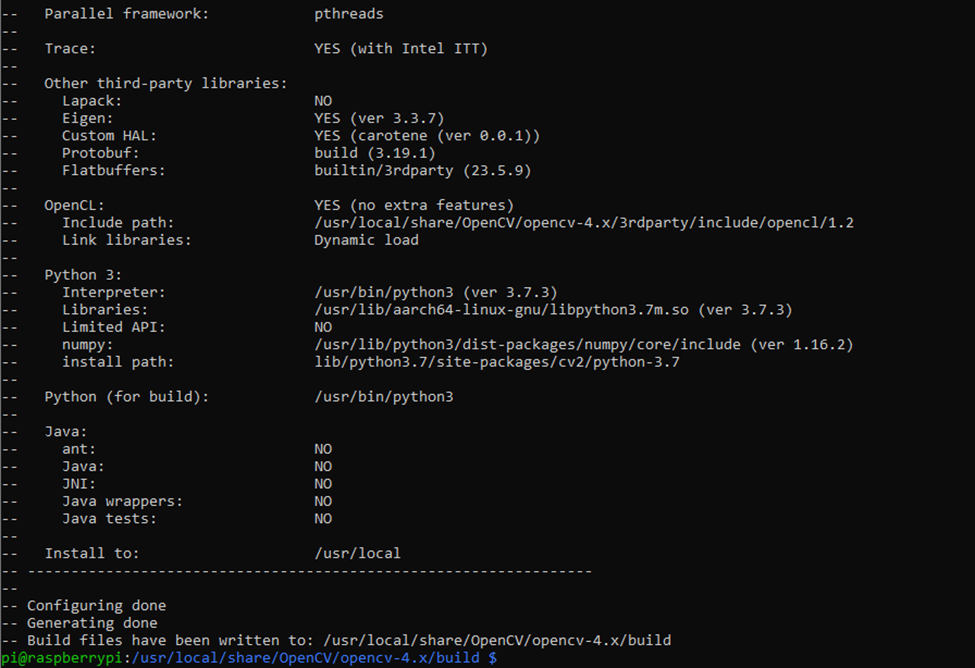 --   Parallel framework:            pthreads
--
--   Trace:                         YES (with Intel ITT)
--
--   Other third-party libraries:
--     Lapack:                      NO
--     Eigen:                       YES (ver 3.3.7)
--     Custom HAL:                  YES (carotene (ver 0.0.1))
--     Protobuf:                    build (3.19.1)
--     Flatbuffers:                 builtin/3rdparty (23.5.9)
--
--   OpenCL:                        YES (no extra features)
--     Include path:                /usr/local/share/OpenCV/opencv-4.x/3rdparty/include/opencl/1.2
--     Link libraries:              Dynamic load
--
--   Python 3:
--     Interpreter:                 /usr/bin/python3 (ver 3.7.3)
--     Libraries:                   /usr/lib/aarch64-linux-gnu/libpython3.7m.so (ver 3.7.3)
--     Limited API:                 NO
--     numpy:                       /usr/lib/python3/dist-packages/numpy/core/include (ver 1.16.2)
--     install path:                lib/python3.7/site-packages/cv2/python-3.7
--
--   Python (for build):            /usr/bin/python3
--
--   Java:
--     ant:                         NO
--     Java:                        NO
--     JNI:                         NO
--     Java wrappers:               NO
--     Java tests:                  NO
--
--   Install to:                    /usr/local
-- -----------------------------------------------------------------
--
-- Configuring done
-- Generating done
-- Build files have been written to: /usr/local/share/OpenCV/opencv-4.x/build
pi@raspberrypi:/usr/local/share/OpenCV/opencv-4.x/build $